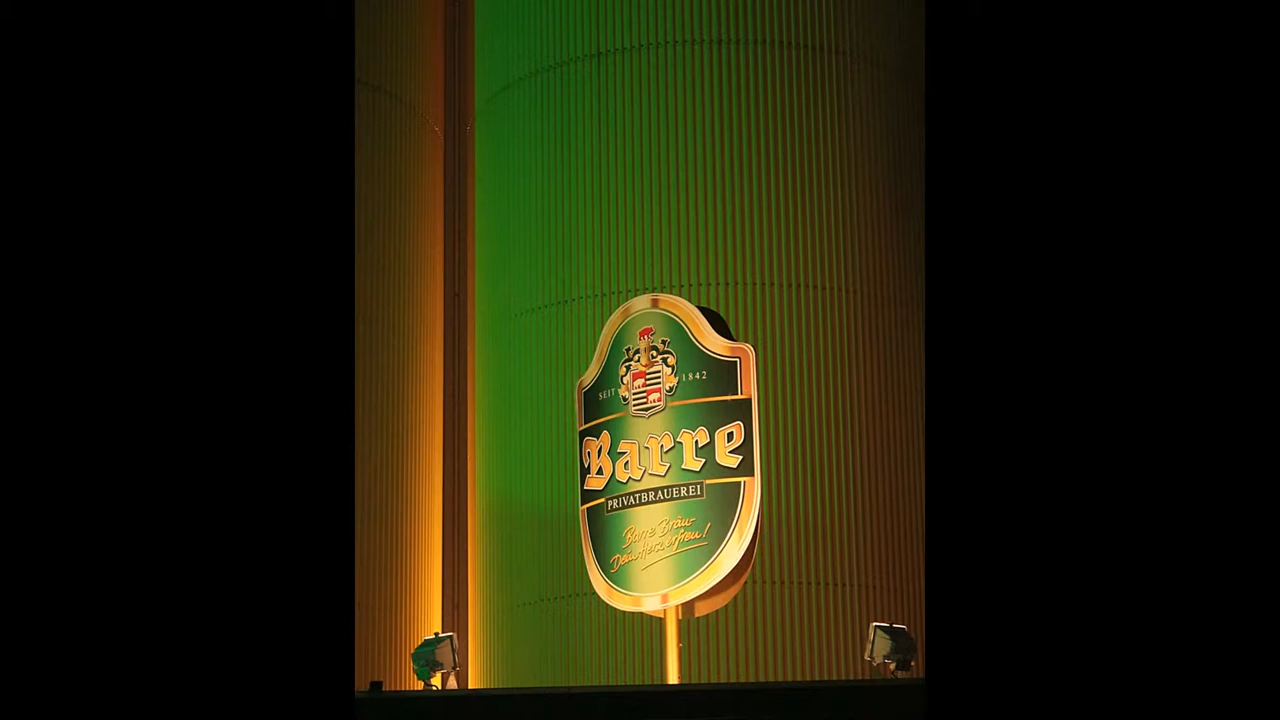 SEIT 1842
Barre
PRIVATBRAUEREI
Barre Bräu-
Dein Herz erfreu!